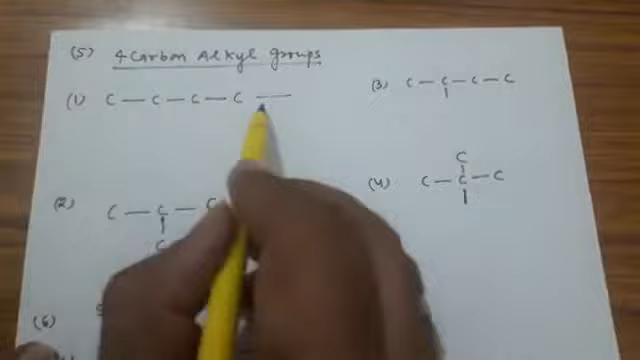 (5) 4 Carbon Alkyl groups
(1) C — C — C — C —
(3) C — C — C — C
(2) C — C — C
C
(4) C
C — C — C
(6)